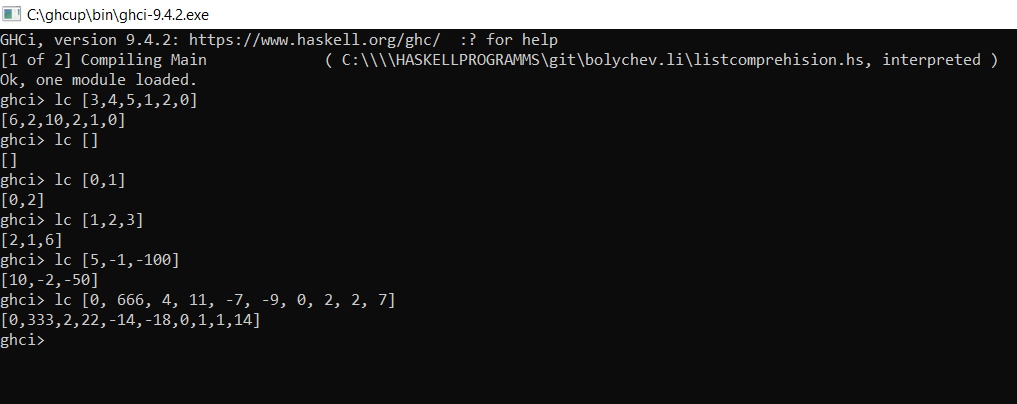 C:\ghcup\bin\ghci-9.4.2.exe
GHCi, version 9.4.2: https://www.haskell.org/ghc/  :? for help
[1 of 2] Compiling Main             ( C:\\\\HASKELLPROGRAMMS\git\bolychev.li\listcomprehision.hs, interpreted )
Ok, one module loaded.
ghci> lc [3,4,5,1,2,0]
[6,2,10,2,1,0]
ghci> lc []
[]
ghci> lc [0,1]
[0,2]
ghci> lc [1,2,3]
[2,1,6]
ghci> lc [5,-1,-100]
[10,-2,-50]
ghci> lc [0, 666, 4, 11, -7, -9, 0, 2, 2, 7]
[0,333,2,22,-14,-18,0,1,1,14]
ghci>